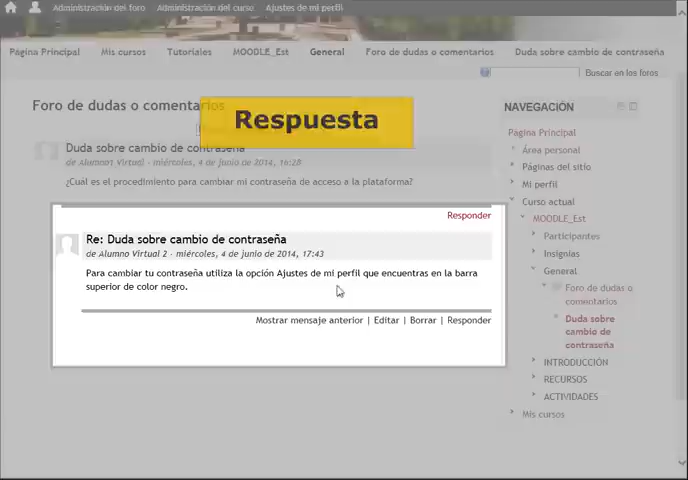 Administración del foro Administración del curso Ajustes de mi perfil
Página Principal Mis cursos Tutoriales MOODLE_Est General Foro de dudas o comentarios Duda sobre cambio de contraseña
Buscar en los foros
Foro de dudas o comentarios
Respuesta
Duda sobre cambio de contraseña
de Alumno1 Virtual - miércoles, 4 de junio de 2014, 16:28
¿Cuál es el procedimiento para cambiar mi contraseña de acceso a la plataforma?
Responder
Re: Duda sobre cambio de contraseña
de Alumno Virtual 2 - miércoles, 4 de junio de 2014, 17:43
Para cambiar tu contraseña utiliza la opción Ajustes de mi perfil que encuentras en la barra
superior de color negro.
Mostrar mensaje anterior | Editar | Borrar | Responder
NAVEGACIÓN
Página Principal
Área personal
Páginas del sitio
Mi perfil
Curso actual
MOODLE_Est
Participantes
Insignias
General
Foro de dudas o
comentarios
Duda sobre
cambio de
contraseña
INTRODUCCIÓN
RECURSOS
ACTIVIDADES
Mis cursos